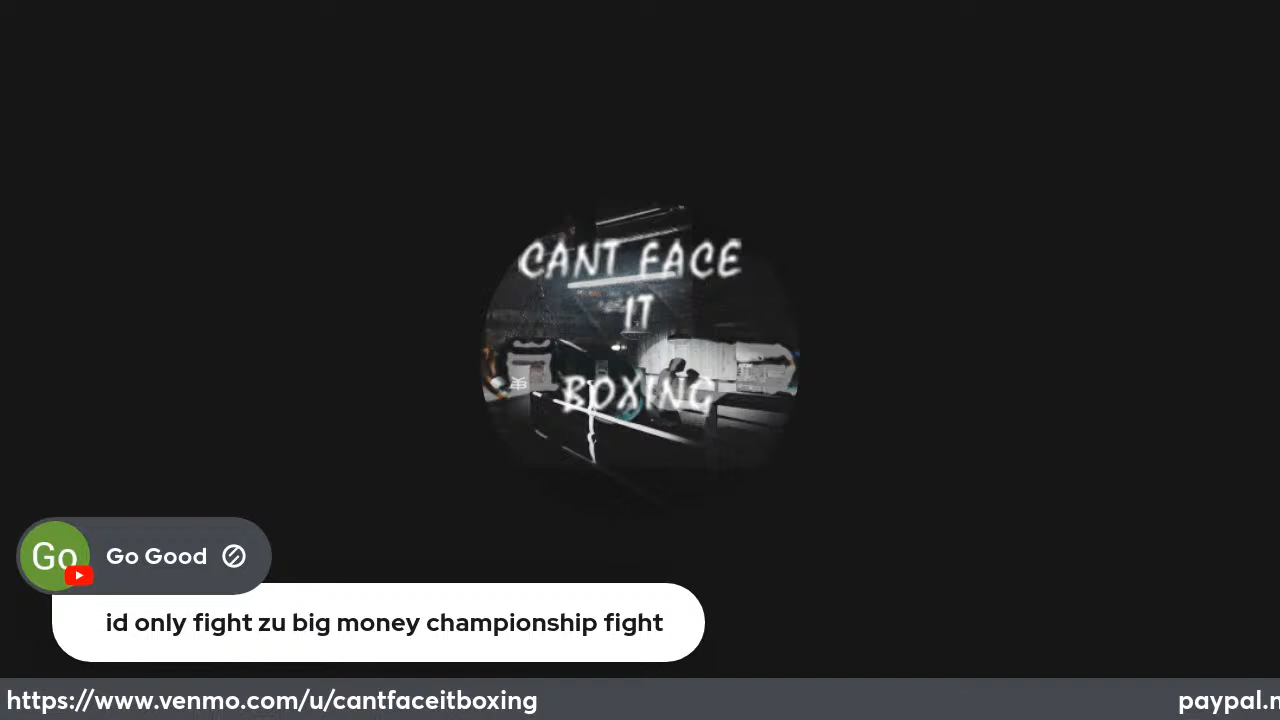 CANT FACE
IT
BOXING
Go
Go Good
id only fight zu big money championship fight
https://www.venmo.com/u/cantfaceitboxing
paypal.